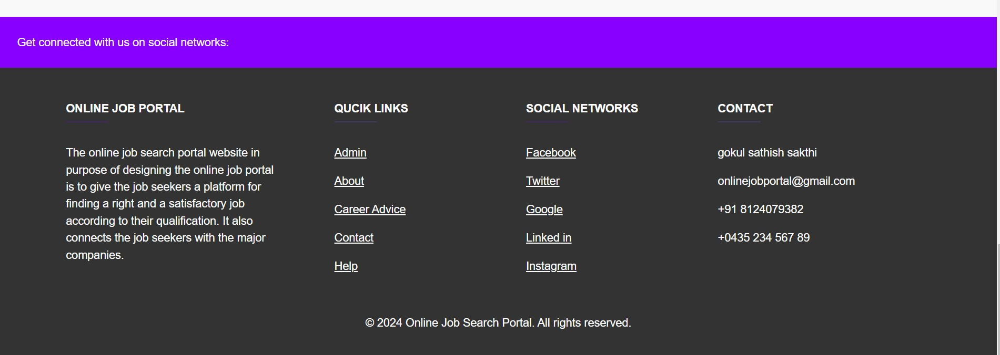 Get connected with us on social networks:
ONLINE JOB PORTAL
The online job search portal website in
purpose of designing the online job portal
is to give the job seekers a platform for
finding a right and a satisfactory job
according to their qualification. It also
connects the job seekers with the major
companies.
QUCIK LINKS
Admin
About
Career Advice
Contact
Help
SOCIAL NETWORKS
Facebook
Twitter
Google
Linked in
Instagram
CONTACT
gokul sathish sakthi
onlinejobportal@gmail.com
+91 8124079382
+0435 234 567 89
© 2024 Online Job Search Portal. All rights reserved.